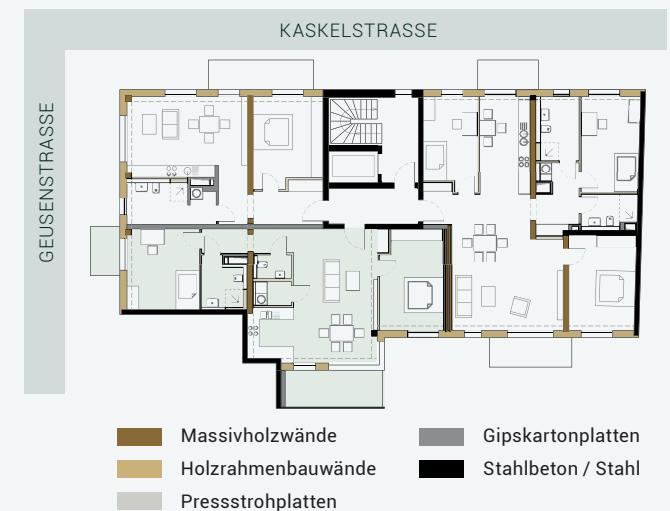 KASKELSTRASSE
GEUSENSTRASSE
Massivholzwände
Holzrahmenbauwände
Pressstrohplatten
Gipskartonplatten
Stahlbeton / Stahl